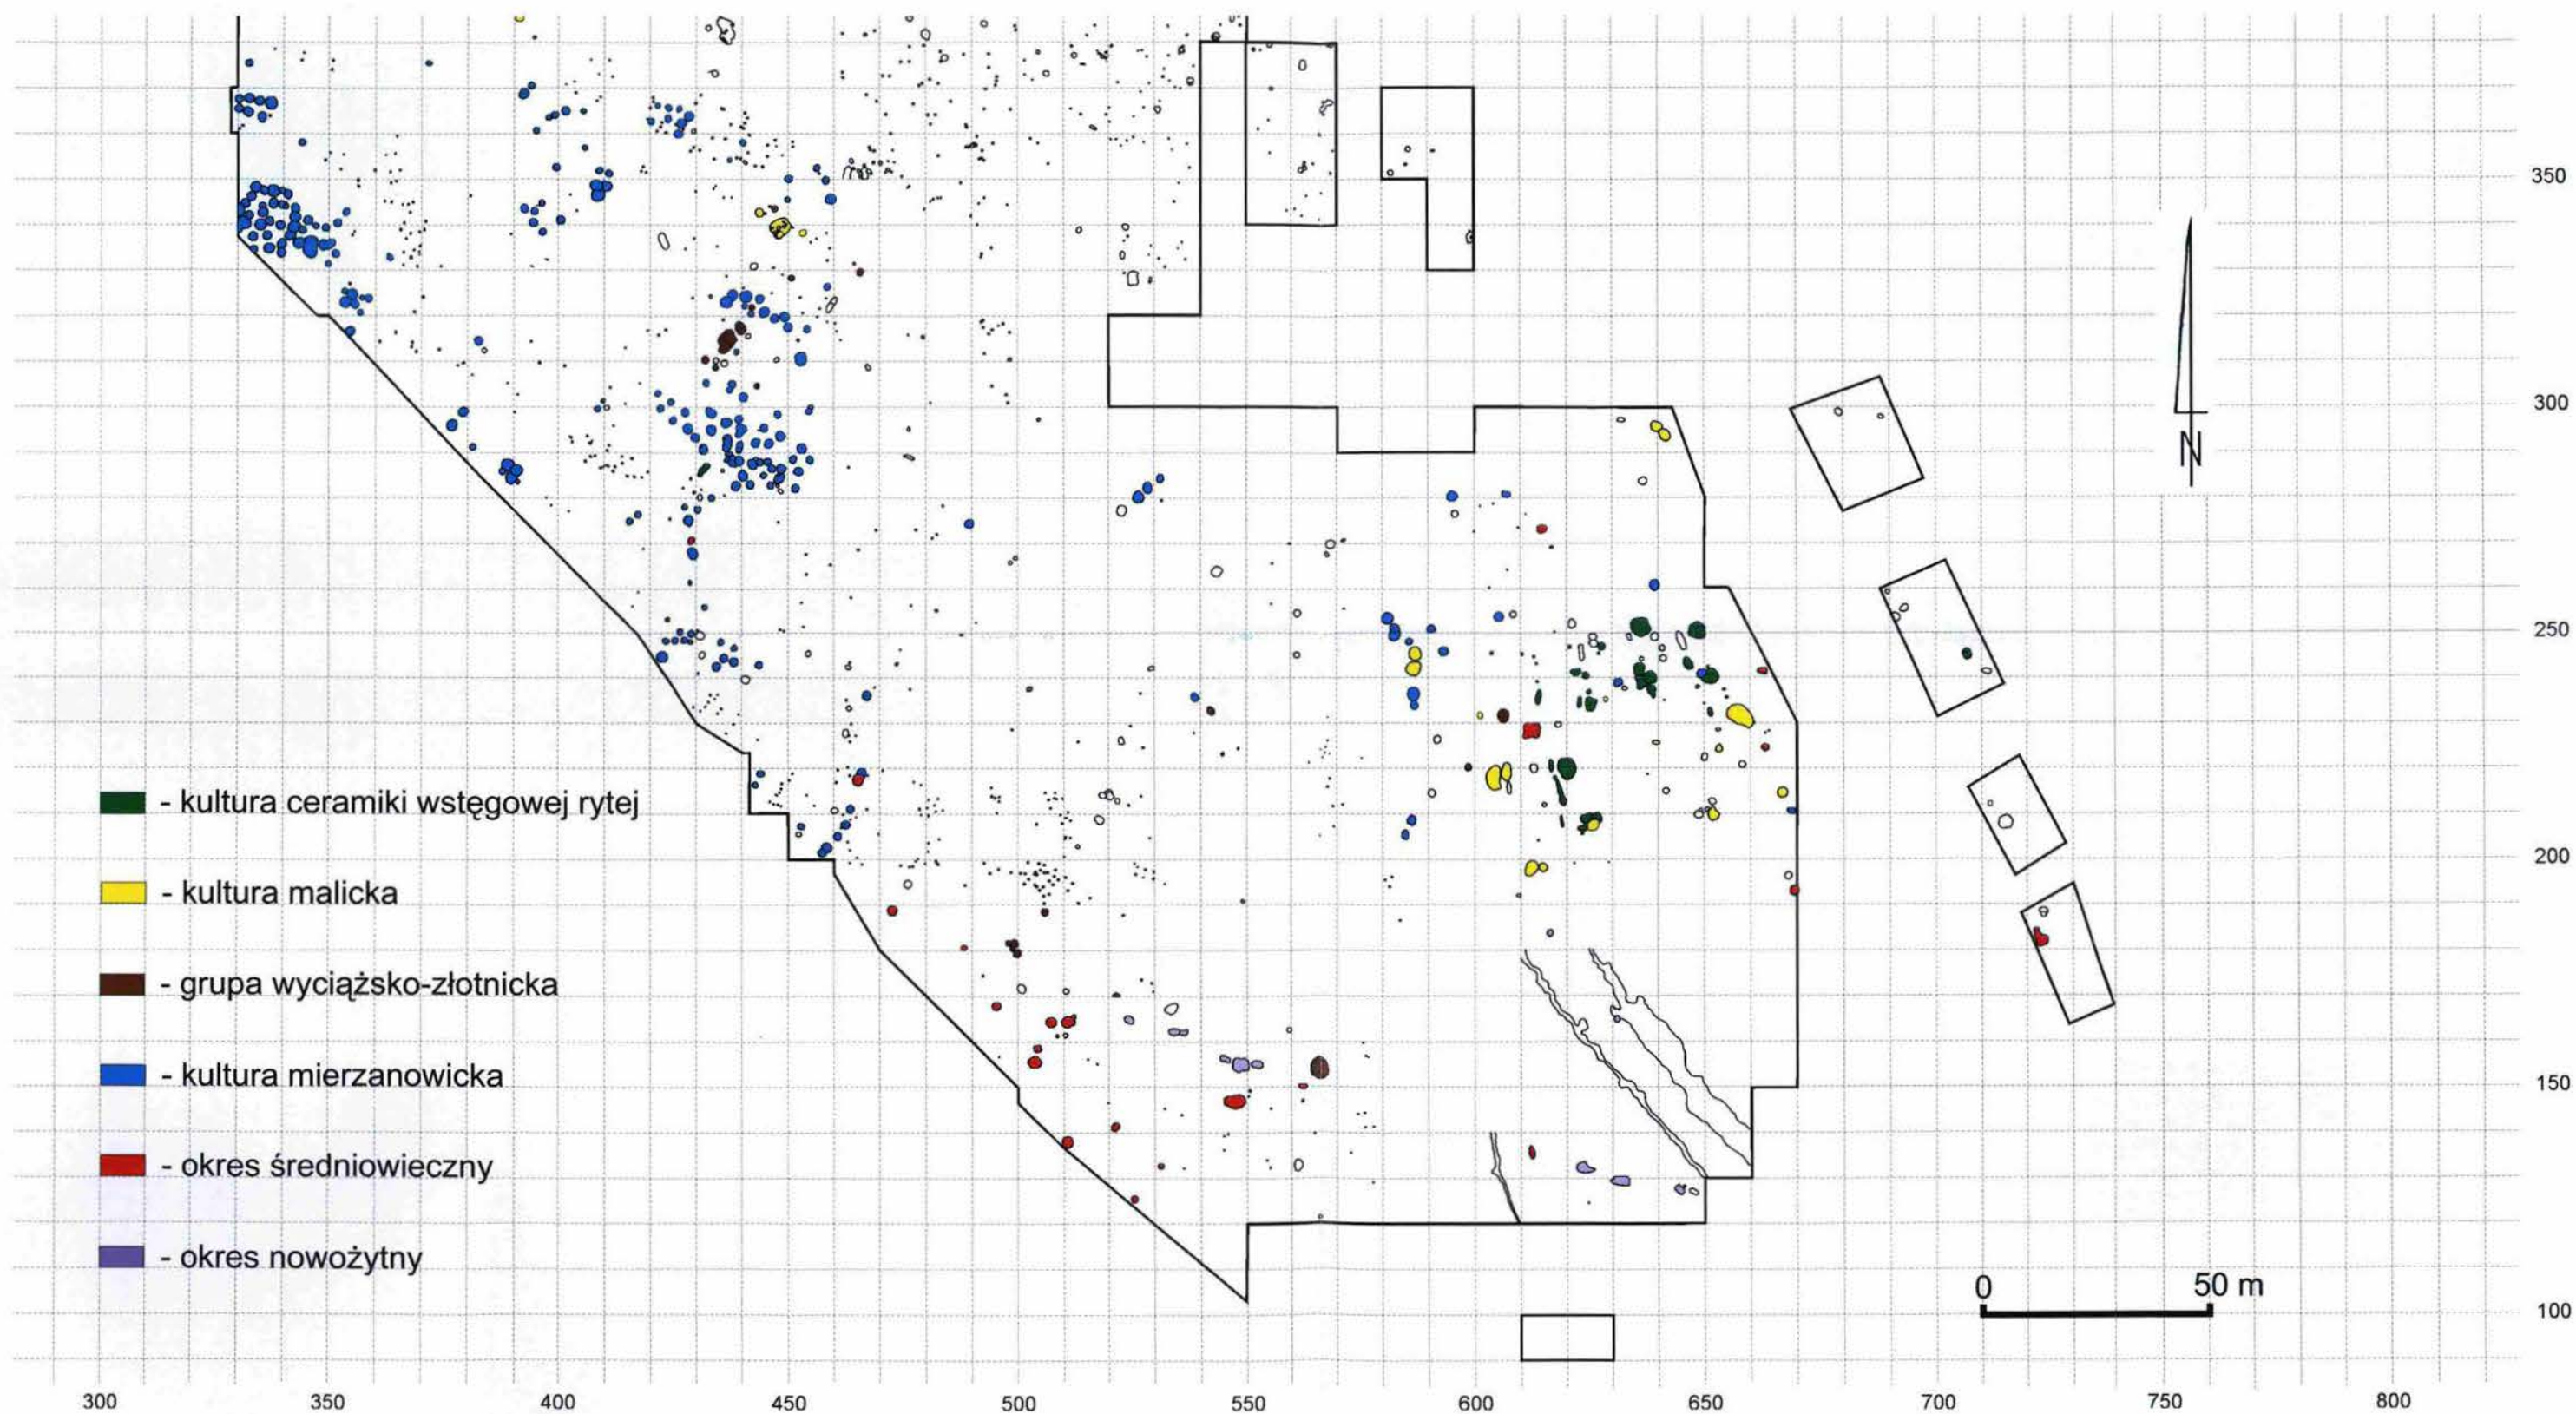 350
300
N
250
- kultura ceramiki wstęgowej rytej
200
- kultura malicka
- grupa wyciążsko-złotnicka
- kultura mierzanowicka
150
- okres średniowieczny
- okres nowożytny
0 50 m
100
300 350 400 450 500 550 600 650 700 750 800